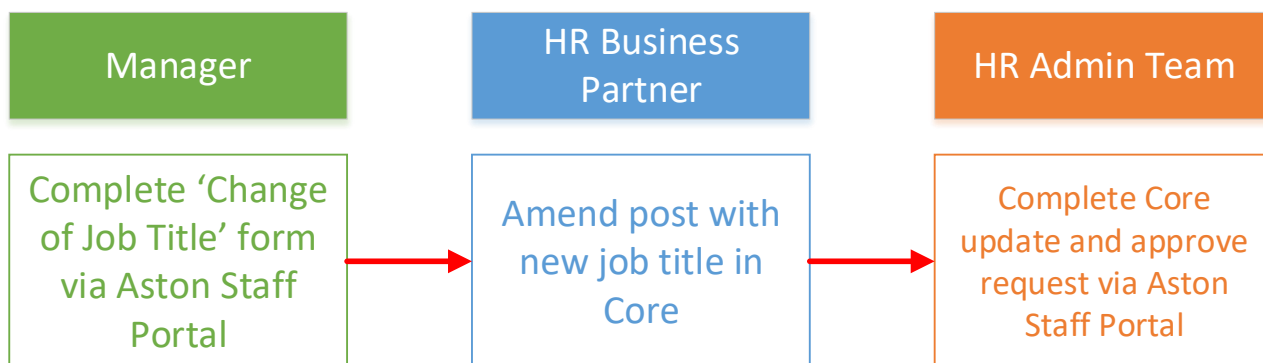 Manager
HR Business
Partner
HR Admin Team
Complete ‘Change
of Job Title’ form
via Aston Staff
Portal
Amend post with
new job title in
Core
Complete Core
update and approve
request via Aston
Staff Portal